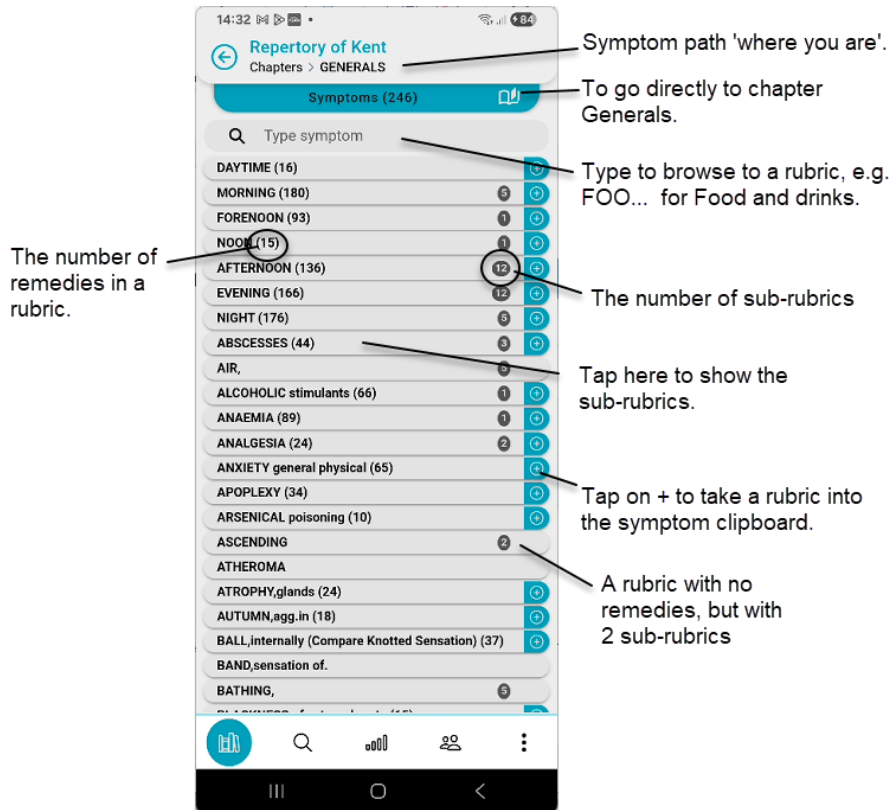 14:32
84
Repertory of Kent
Chapters > GENERALS
Symptoms (246)
Type symptom
DAYTIME (16)
MORNING (180) 5
FORENOON (93) 1
NOON (15) 1
AFTERNOON (136) 12
EVENING (166) 12
NIGHT (176) 5
ABSCESSES (44) 3
AIR, 5
ALCOHOLIC stimulants (66) 1
ANAEMIA (89) 1
ANALGESIA (24) 2
ANXIETY general physical (65)
APOPLEXY (34)
ARSENICAL poisoning (10)
ASCENDING 2
ATHEROMA
ATROPHY,glands (24)
AUTUMN,agg.in (18)
BALL,internally (Compare Knotted Sensation) (37)
BAND,sensation of.
BATHING, 5
The number of
remedies in a
rubric.
Symptom path 'where you are'.
To go directly to chapter
Generals.
Type to browse to a rubric, e.g.
FOO... for Food and drinks.
The number of sub-rubrics
Tap here to show the
sub-rubrics.
Tap on + to take a rubric into
the symptom clipboard.
A rubric with no
remedies, but with
2 sub-rubrics